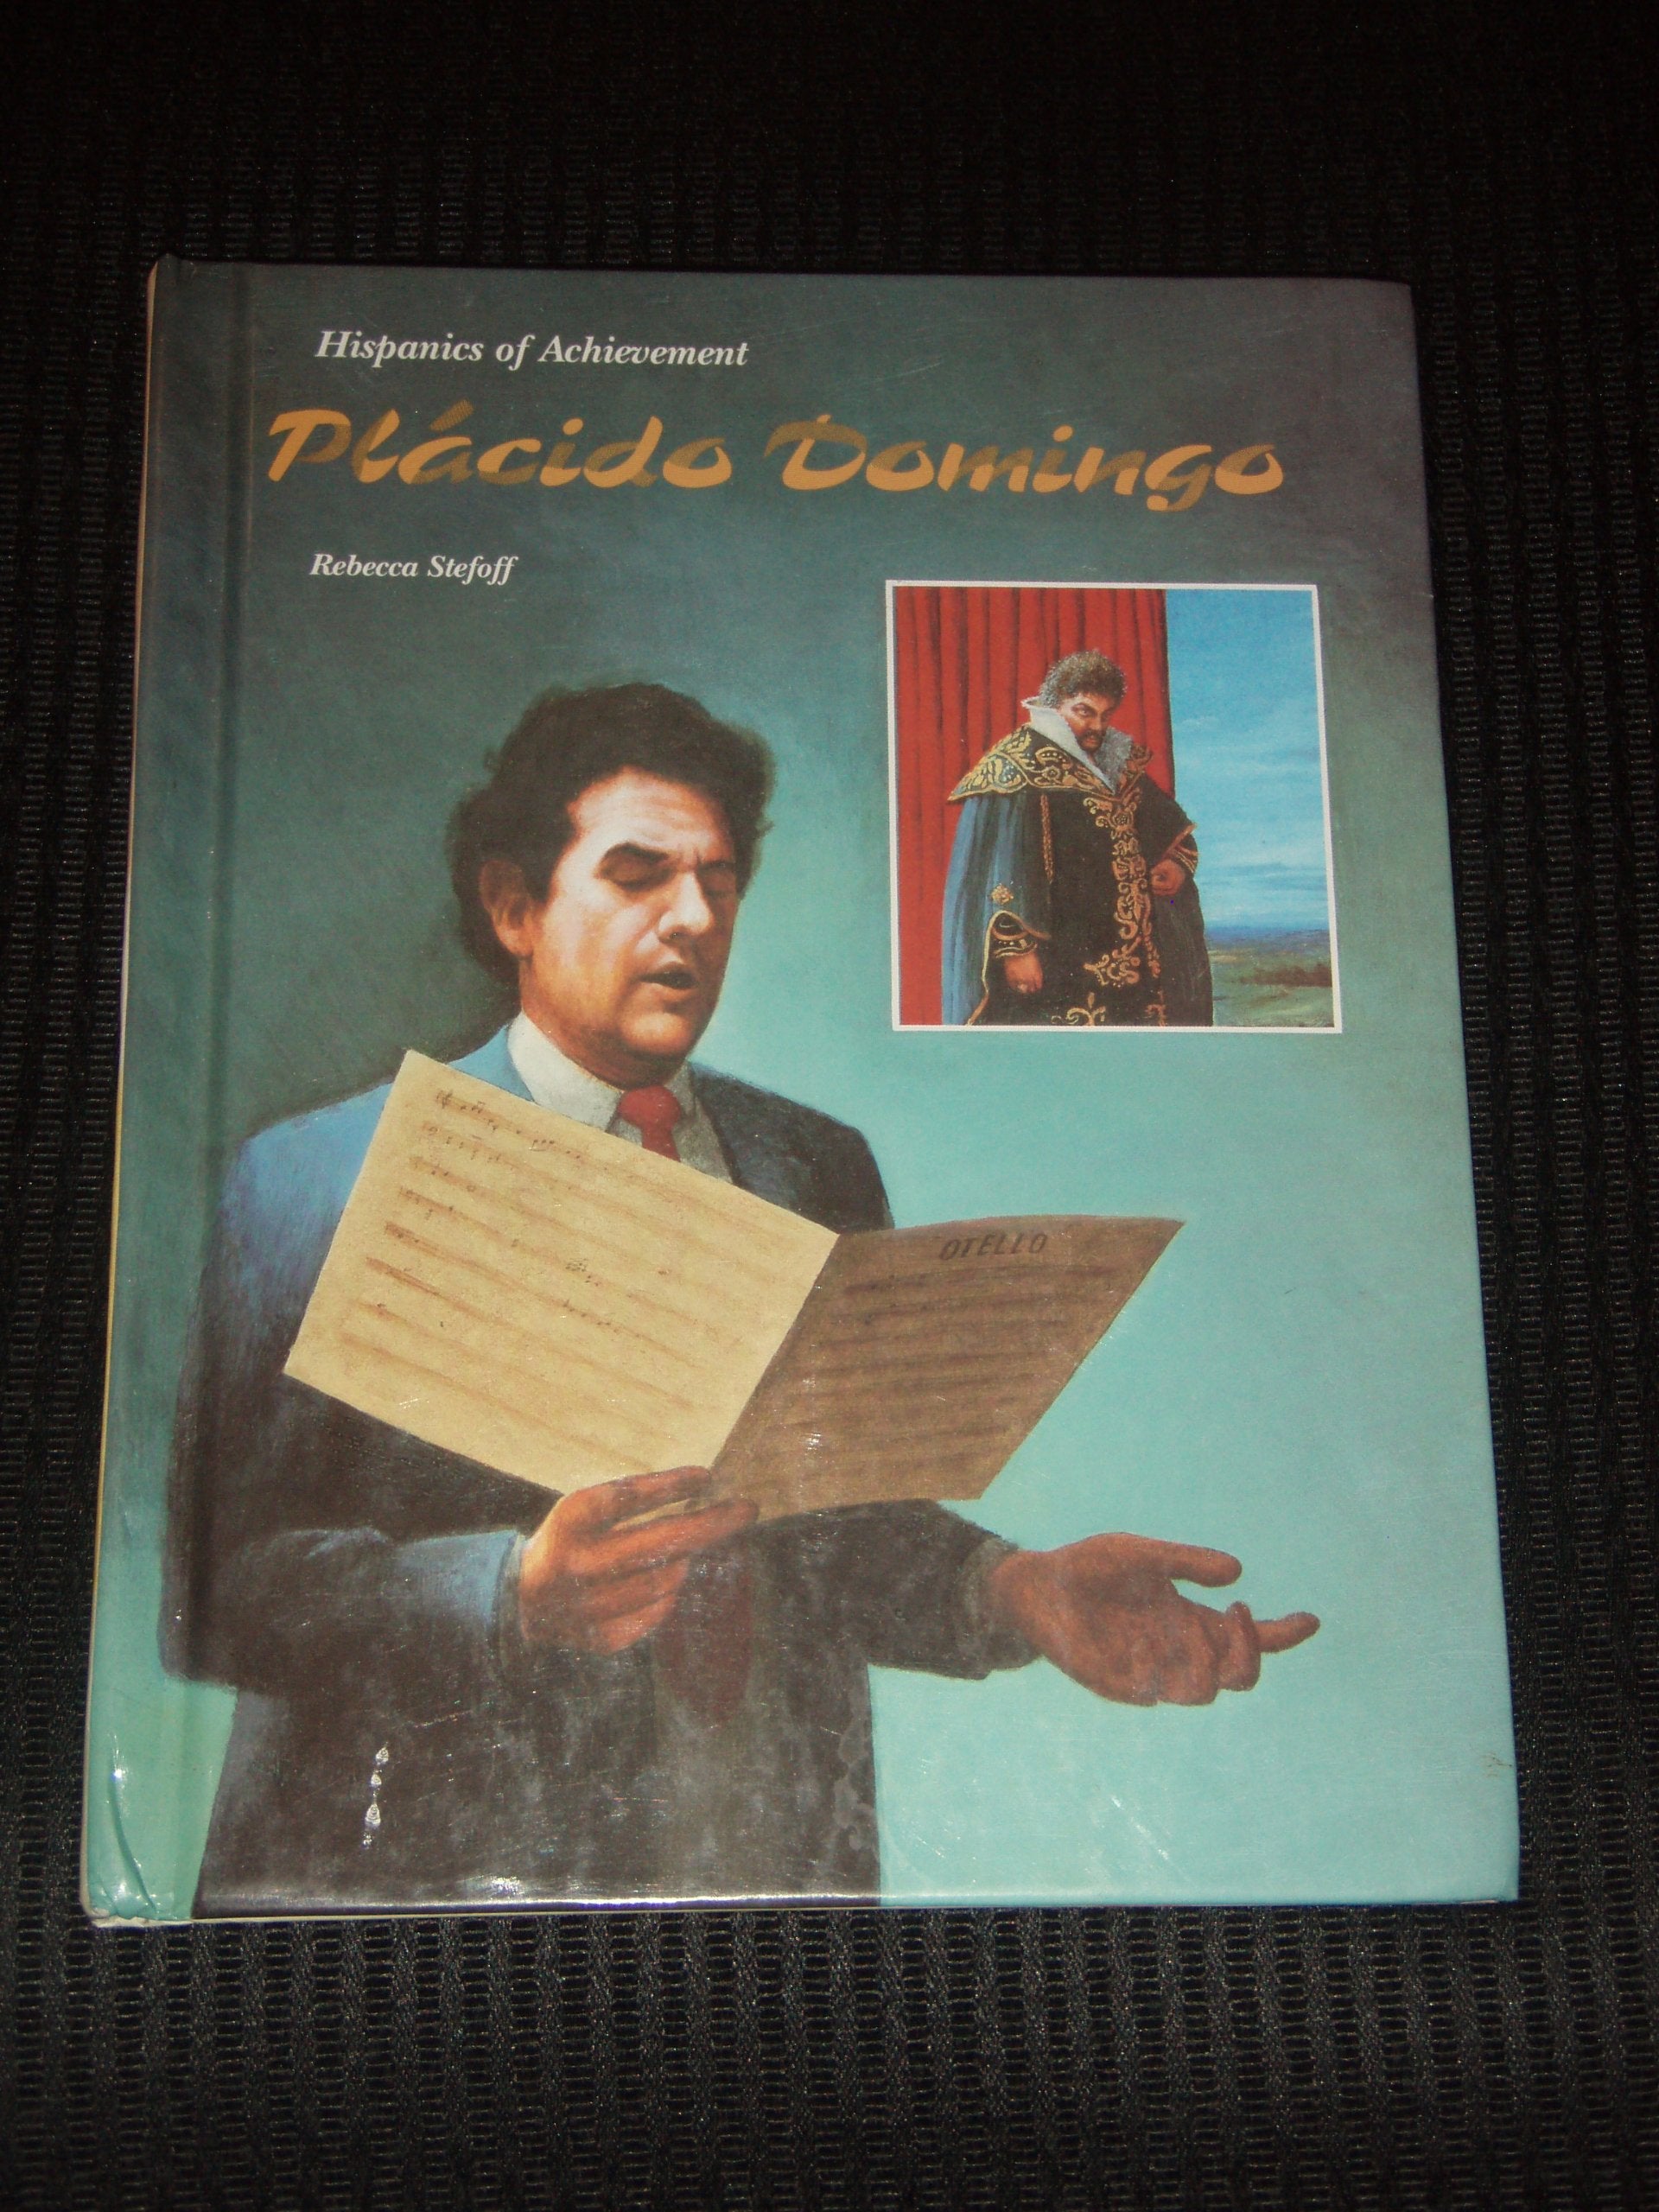 Hispanics of Achievement
Plácido Domingo
Rebecca Stefoff
OTELLO